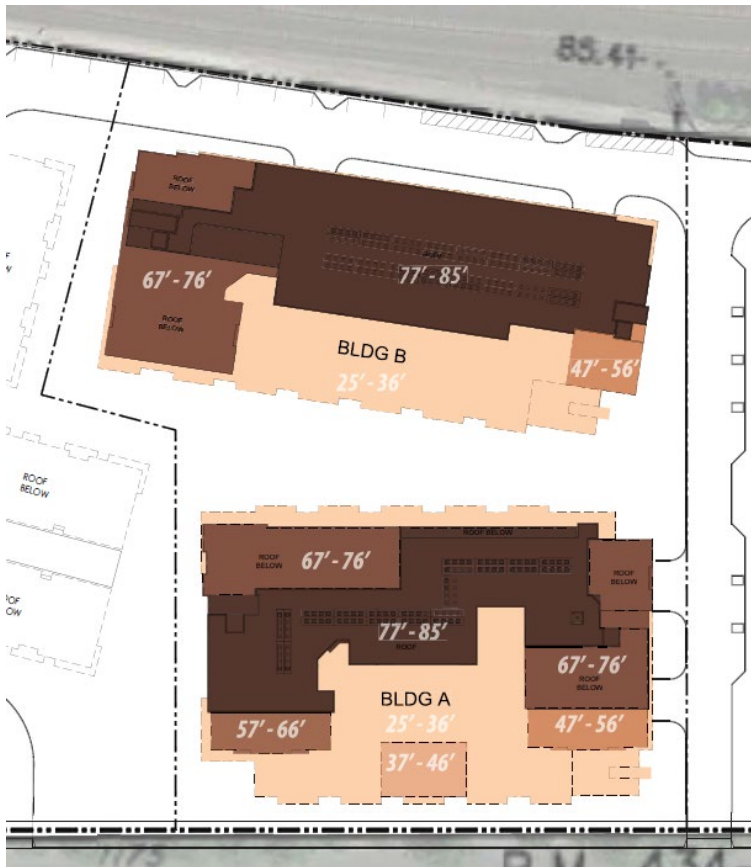 85.41-
ROOF
BELOW
67' - 76'
77' - 85'
ROOF
BELOW
BLDG B
47' - 56'
25' - 36'
ROOF
BELOW
ROOF BELOW
ROOF
BELOW
67' - 76'
ROOF
BELOW
77' - 85'
ROOF
67' - 76'
ROOF
BELOW
BLDG A
57' - 66'
25' - 36'
47' - 56'
37' - 46'